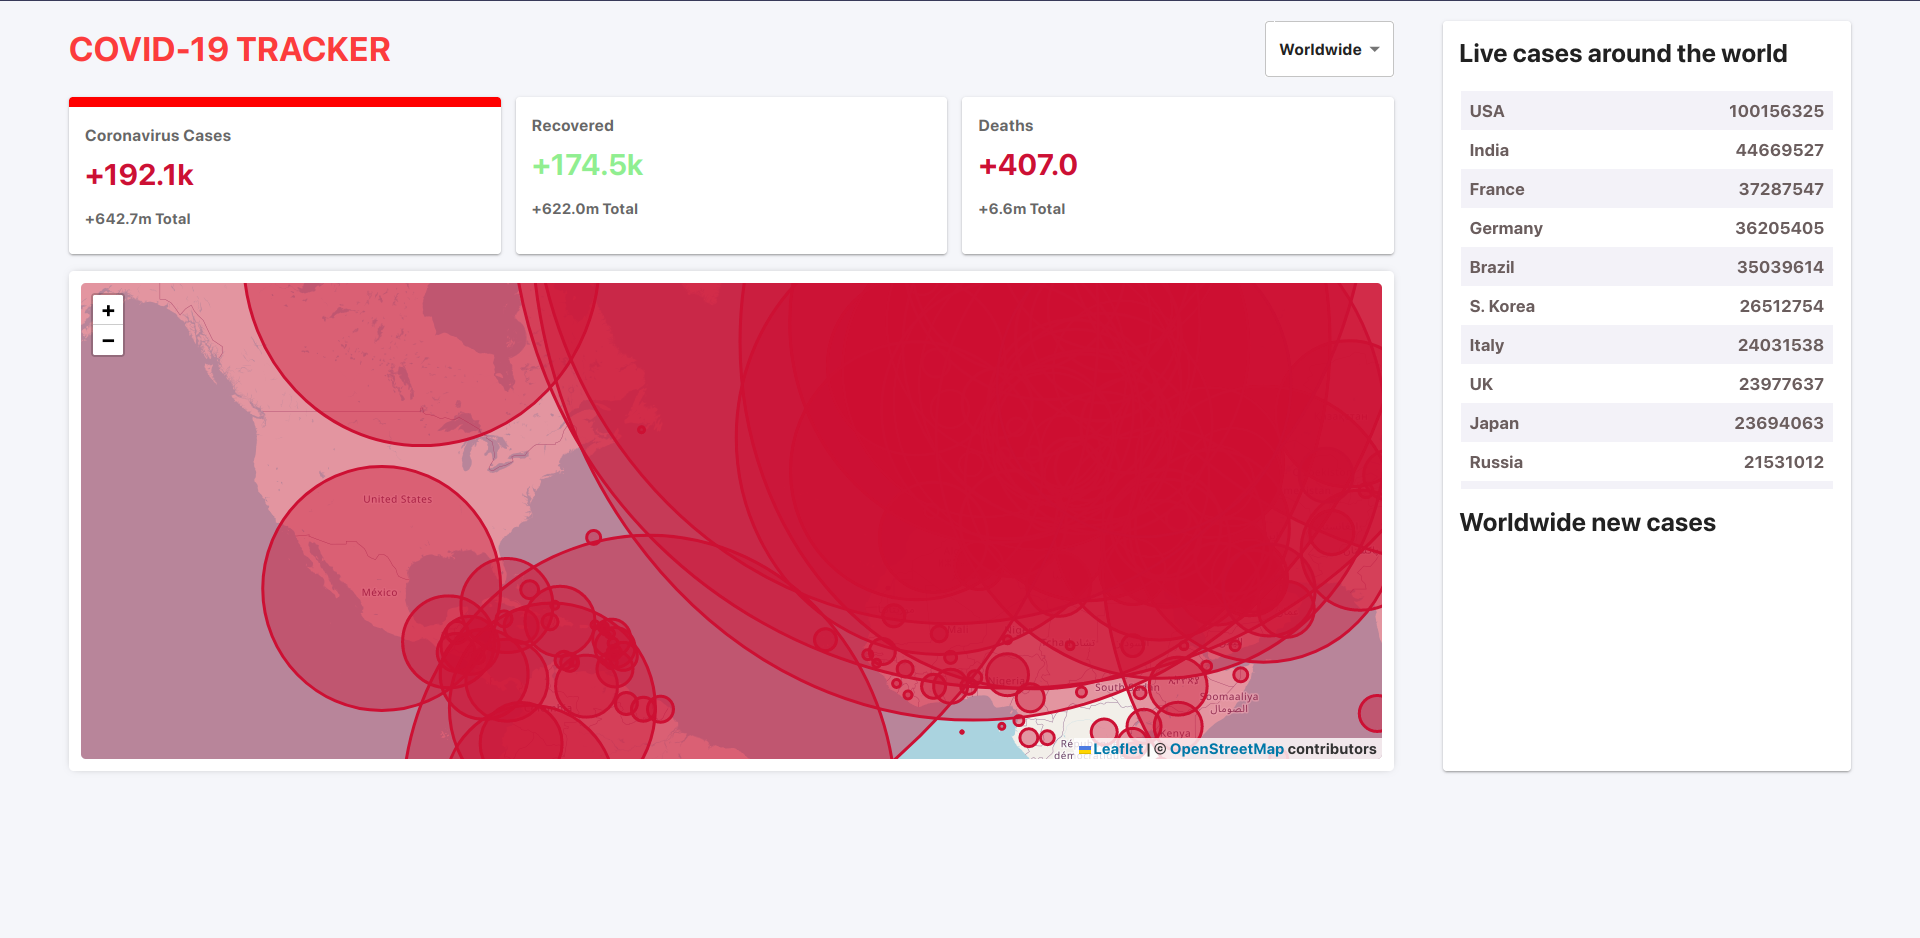 COVID-19 TRACKER
Worldwide
Coronavirus Cases
+192.1k
+642.7m Total
Recovered
+174.5k
+622.0m Total
Deaths
+407.0
+6.6m Total
+
−
United States
México
Nigeria
Soomaaliya
الصومال
Kenya
Leaflet | © OpenStreetMap contributors
Live cases around the world
USA 100156325
India 44669527
France 37287547
Germany 36205405
Brazil 35039614
S. Korea 26512754
Italy 24031538
UK 23977637
Japan 23694063
Russia 21531012
Worldwide new cases